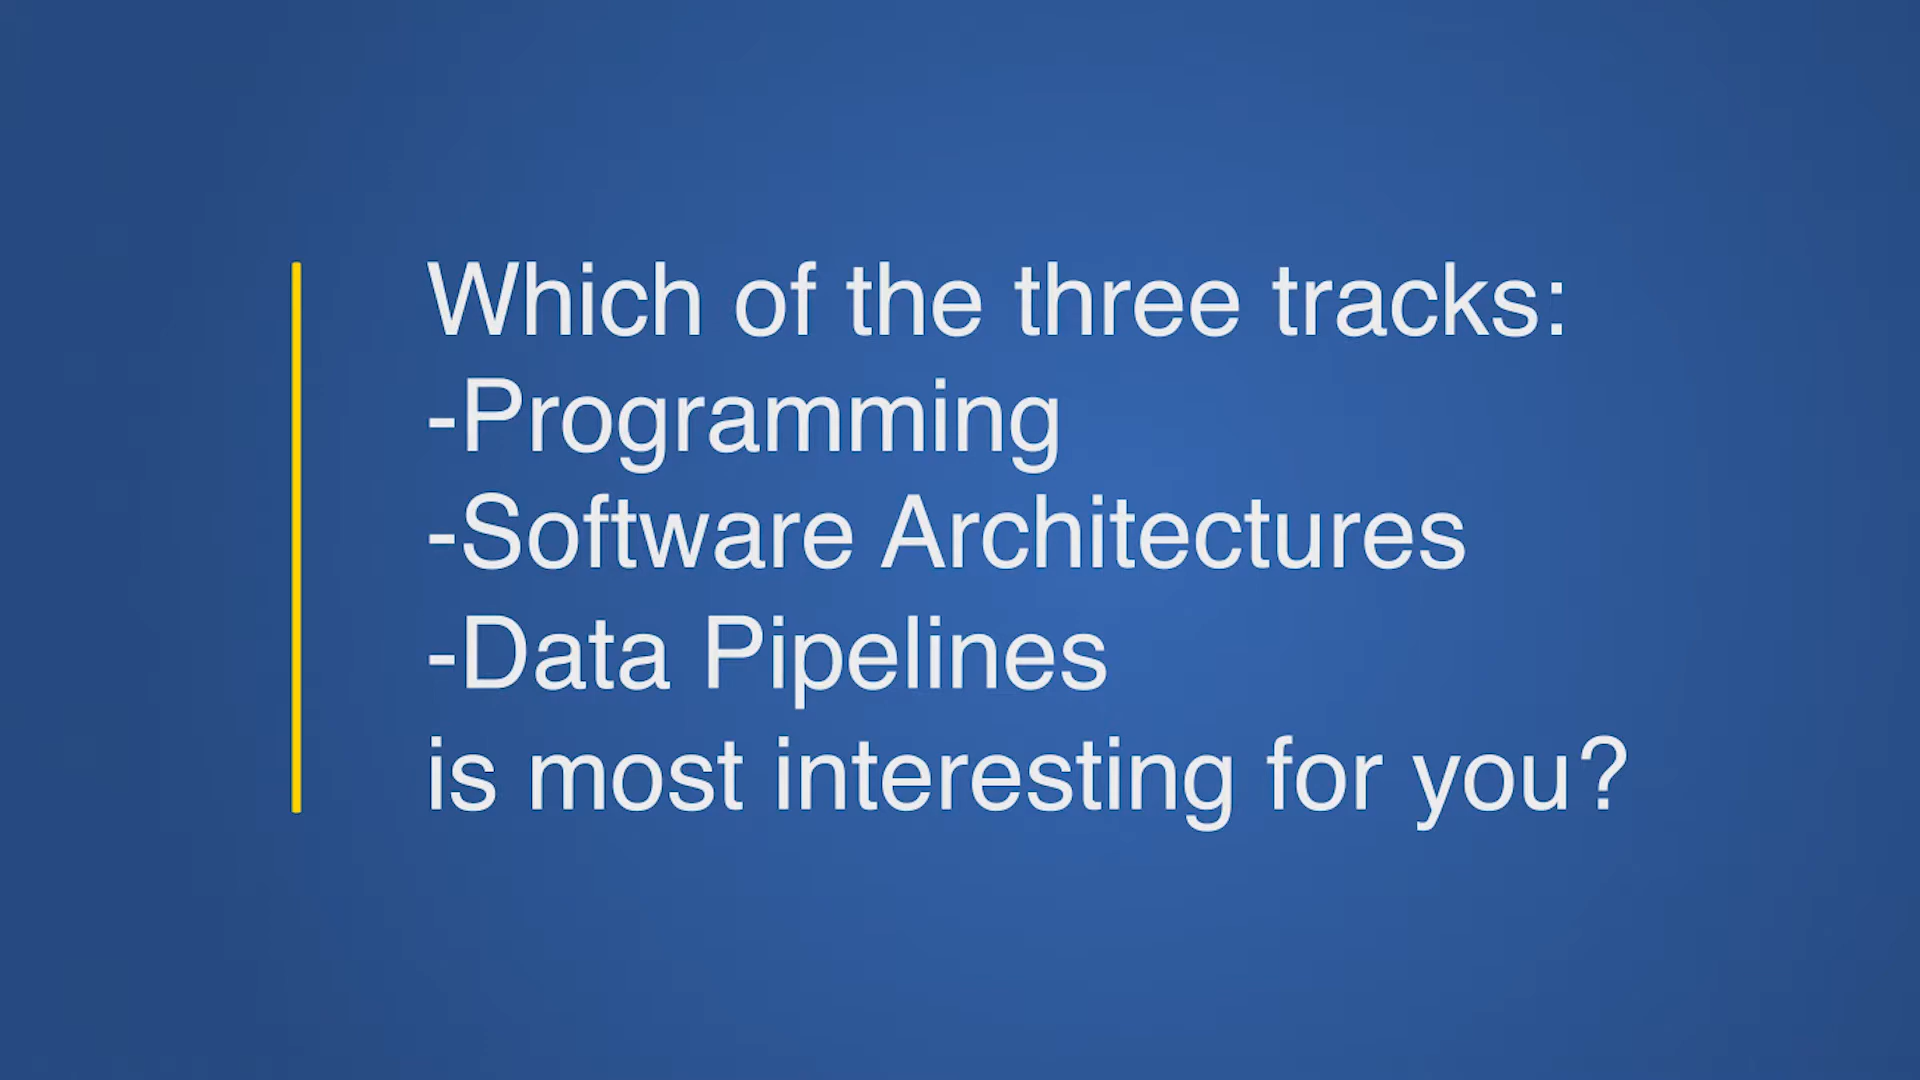 Which of the three tracks:
-Programming
-Software Architectures
-Data Pipelines
is most interesting for you?